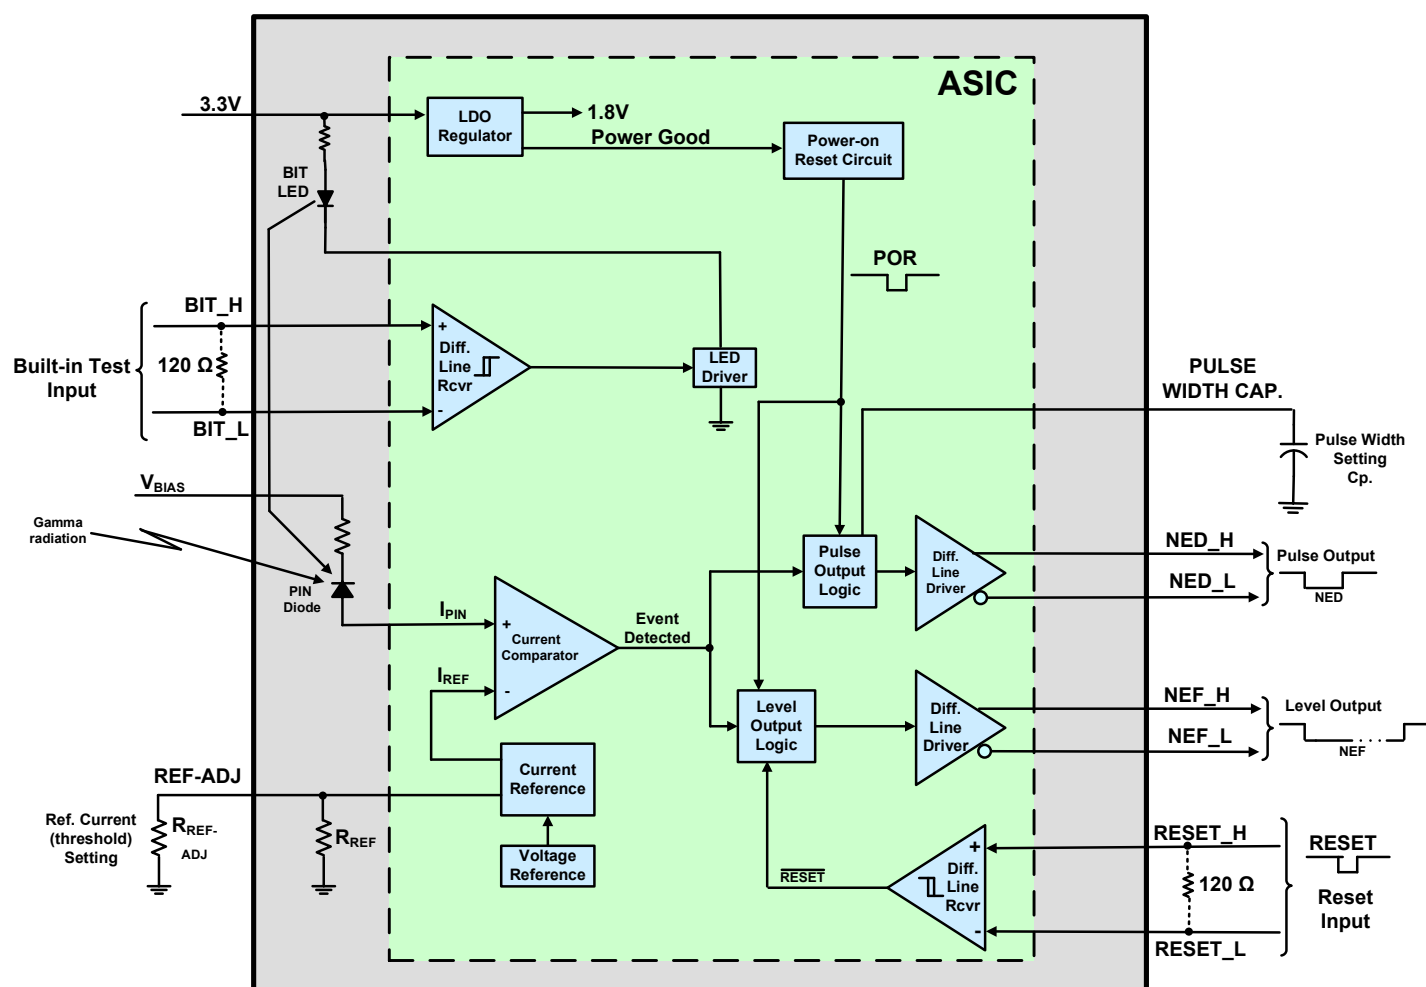 ASIC
3.3V
LDO
Regulator
1.8V
Power Good
Power-on
Reset Circuit
BIT
LED
POR
BIT_H
Built-in Test
Input
120 Ω
BIT_L
+
Diff.
Line
Rcvr
-
LED
Driver
PULSE
WIDTH CAP.
Pulse Width
Setting
Cp.
VBIAS
Gamma
radiation
PIN
Diode
IPIN
IREF
+
Current
Comparator
-
Event
Detected
Pulse
Output
Logic
Diff.
Line
Driver
NED_H
NED_L
Pulse Output
NED
Level
Output
Logic
Diff.
Line
Driver
NEF_H
NEF_L
Level Output
NEF
REF-ADJ
Ref. Current
(threshold)
Setting
RREF-
ADJ
RREF
Current
Reference
Voltage
Reference
RESET
+
Diff.
Line
Rcvr
-
RESET_H
120 Ω
RESET_L
RESET
Reset
Input